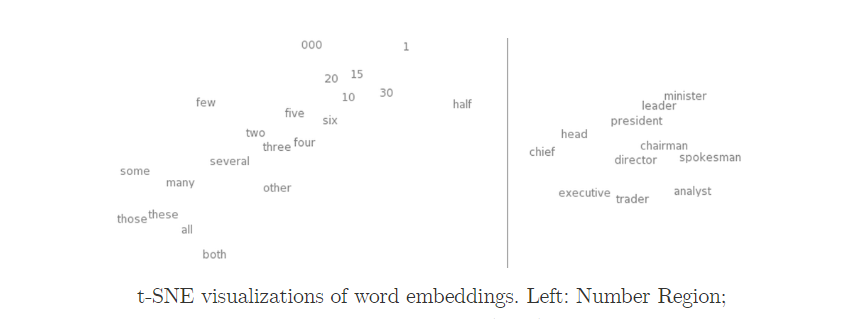 000 1
20 15
10 30
few half minister
leader
five president
six
two head
three four chairman
several chief director spokesman
some
many other executive trader analyst
those these
all
both
t-SNE visualizations of word embeddings. Left: Number Region;